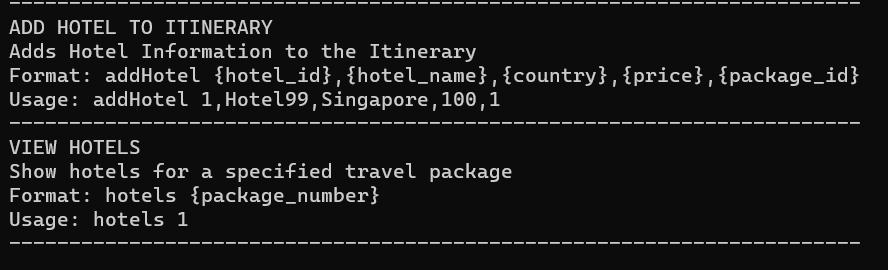 -----------------------------------------------------------------------
ADD HOTEL TO ITINERARY
Adds Hotel Information to the Itinerary
Format: addHotel {hotel_id},{hotel_name},{country},{price},{package_id}
Usage: addHotel 1,Hotel99,Singapore,100,1
-----------------------------------------------------------------------
VIEW HOTELS
Show hotels for a specified travel package
Format: hotels {package_number}
Usage: hotels 1
-----------------------------------------------------------------------